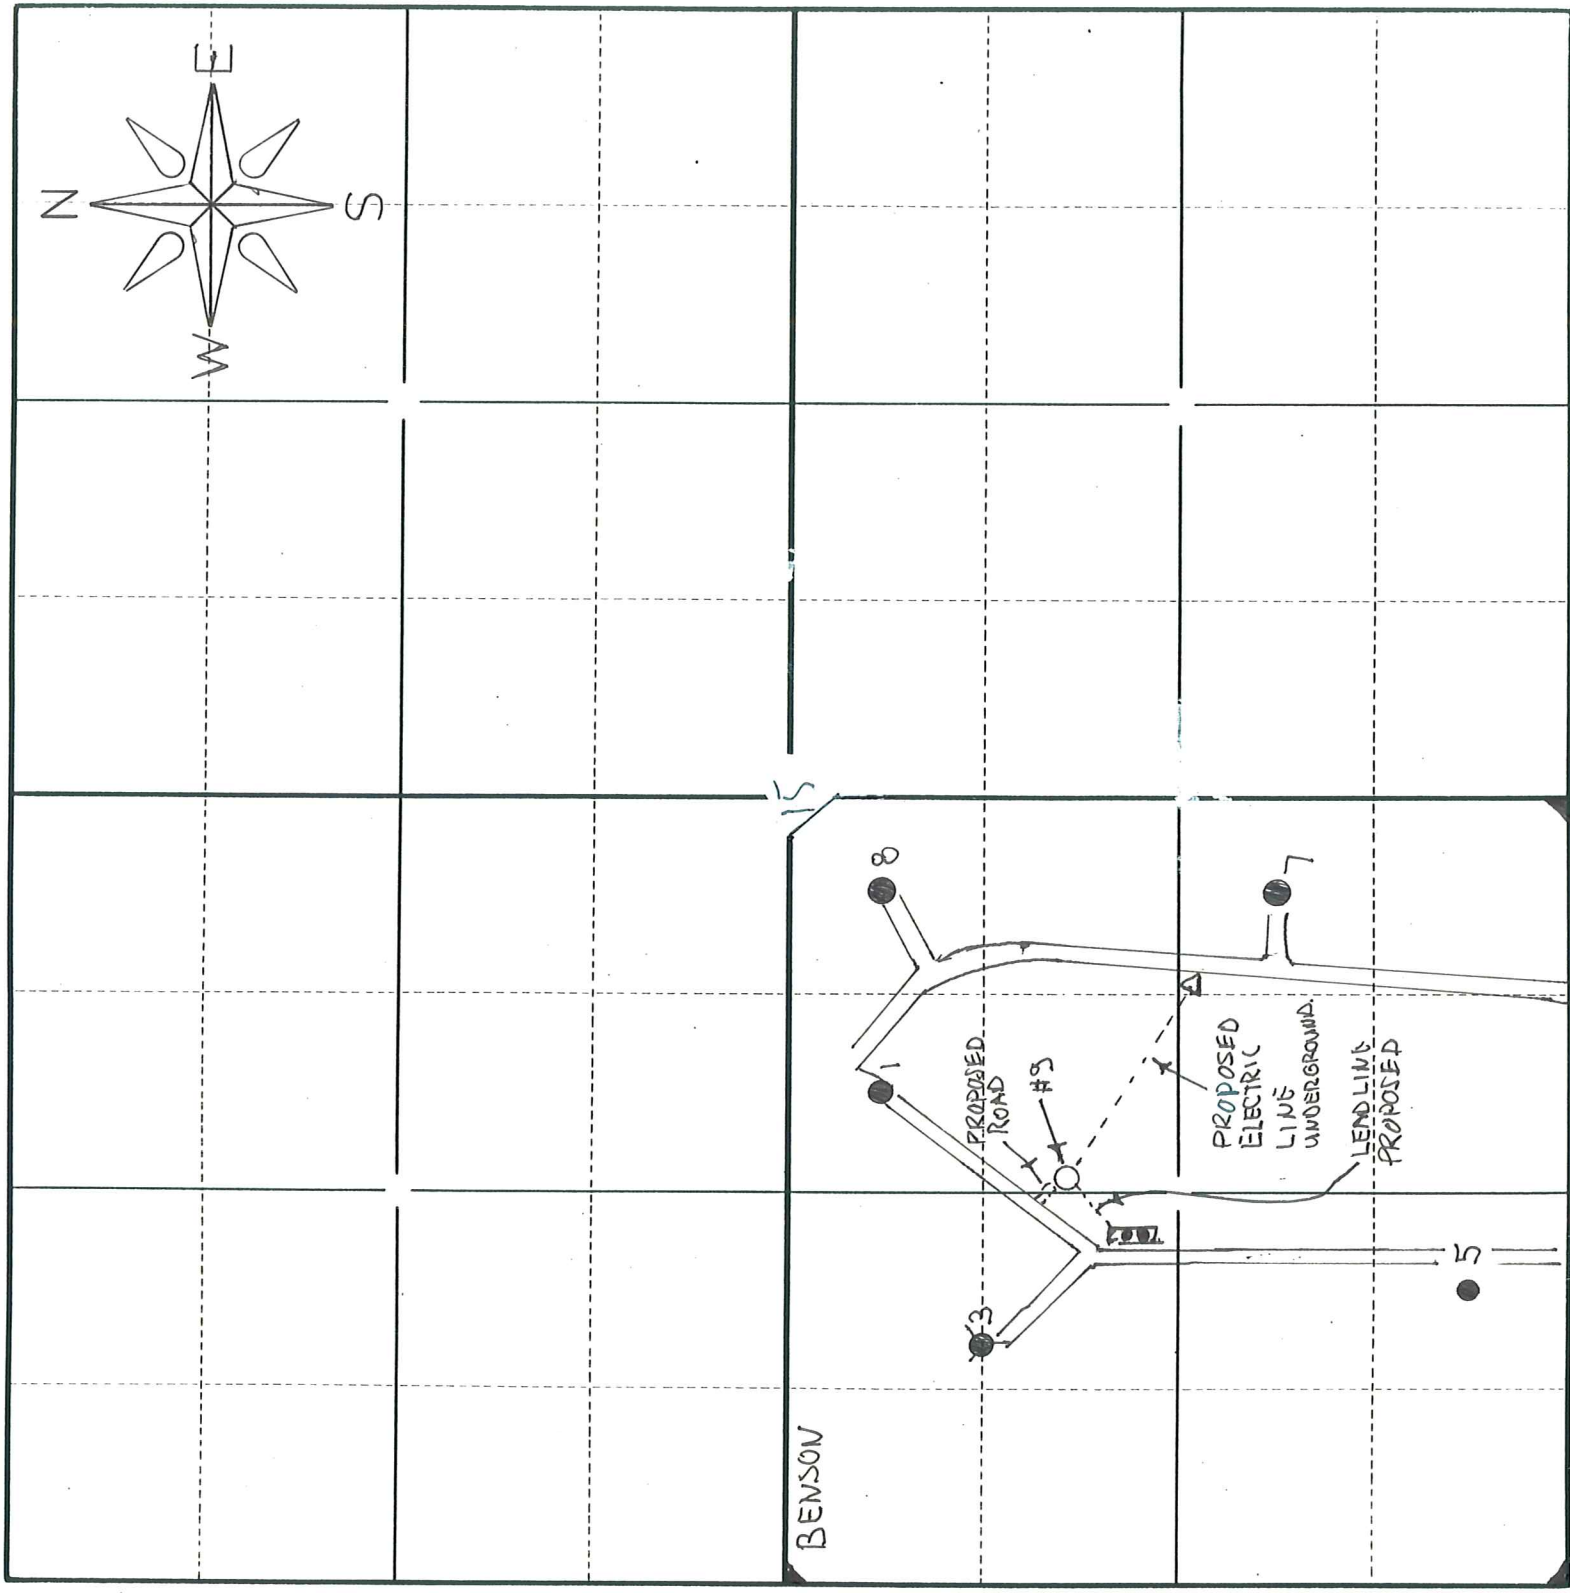 N
E
S
W
15
BENSON
8
1
PROPOSED
ROAD
#9
7
3
PROPOSED
ELECTRIC
LINE
UNDERGROUND.
LEADLINE
PROPOSED
5